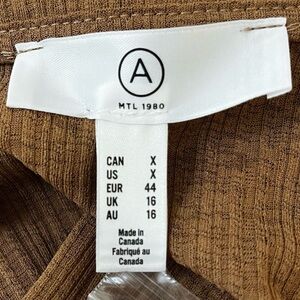 A
MTL 1980
CAN X
US X
EUR 44
UK 16
AU 16
Made in
Canada
Fabriqué au
Canada